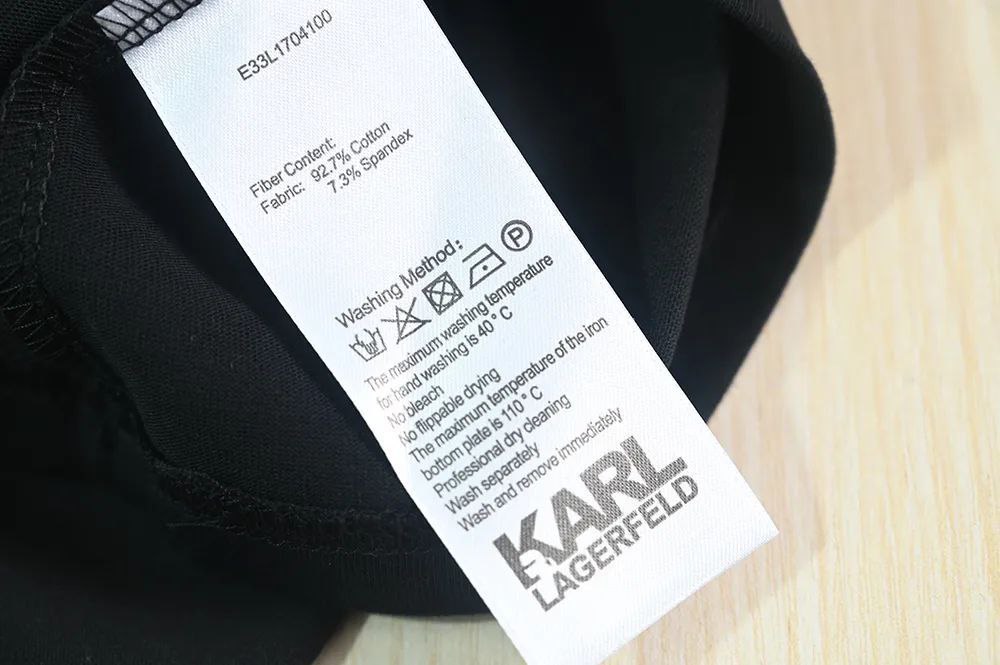 E33L1704100
Fiber Content:
Fabric: 92.7% Cotton
7.3% Spandex
Washing Method:
P
The maximum washing temperature
for hand washing is 40°C
No bleach
No flippable drying
The maximum temperature of the iron
bottom plate is 110°C
Professional dry cleaning
Wash separately
Wash and remove immediately
KARL
LAGERFELD